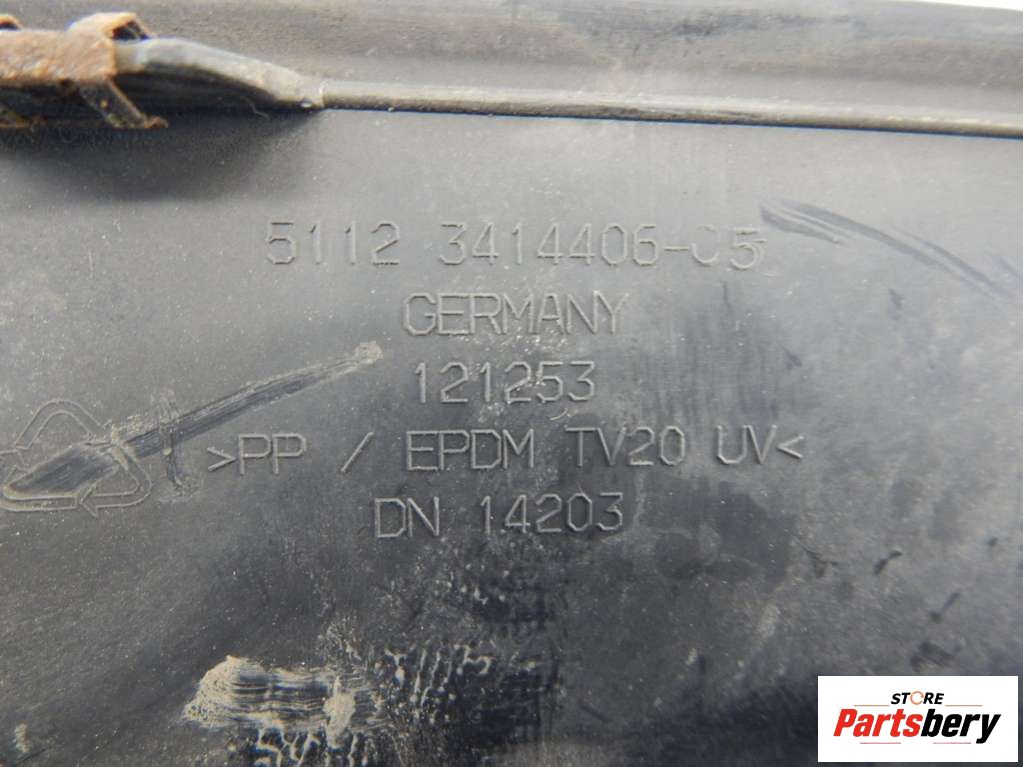 5112 3414406-05
GERMANY
121253
>PP / EPDM TV20 UV<
DN 14203
STORE
Partsbery